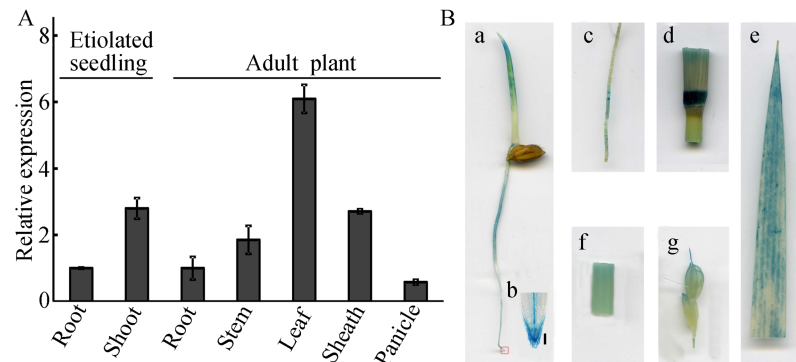 A
B
Relative expression
8
6
4
2
0
Etiolated
seedling
Adult plant
Root
Shoot
Root
Stem
Leaf
Sheath
Panicle
a
b
c
d
e
f
g